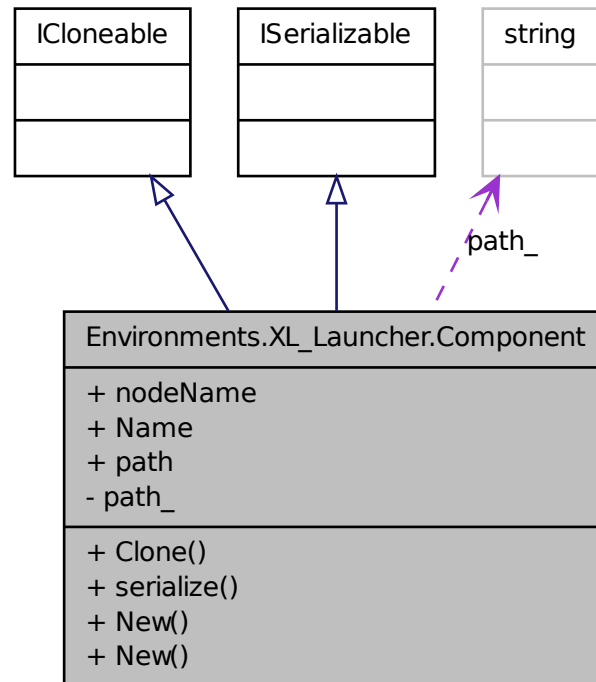 ICloneable
ISerializable
string
path_
Environments.XL_Launcher.Component
+ nodeName
+ Name
+ path
- path_
+ Clone()
+ serialize()
+ New()
+ New()